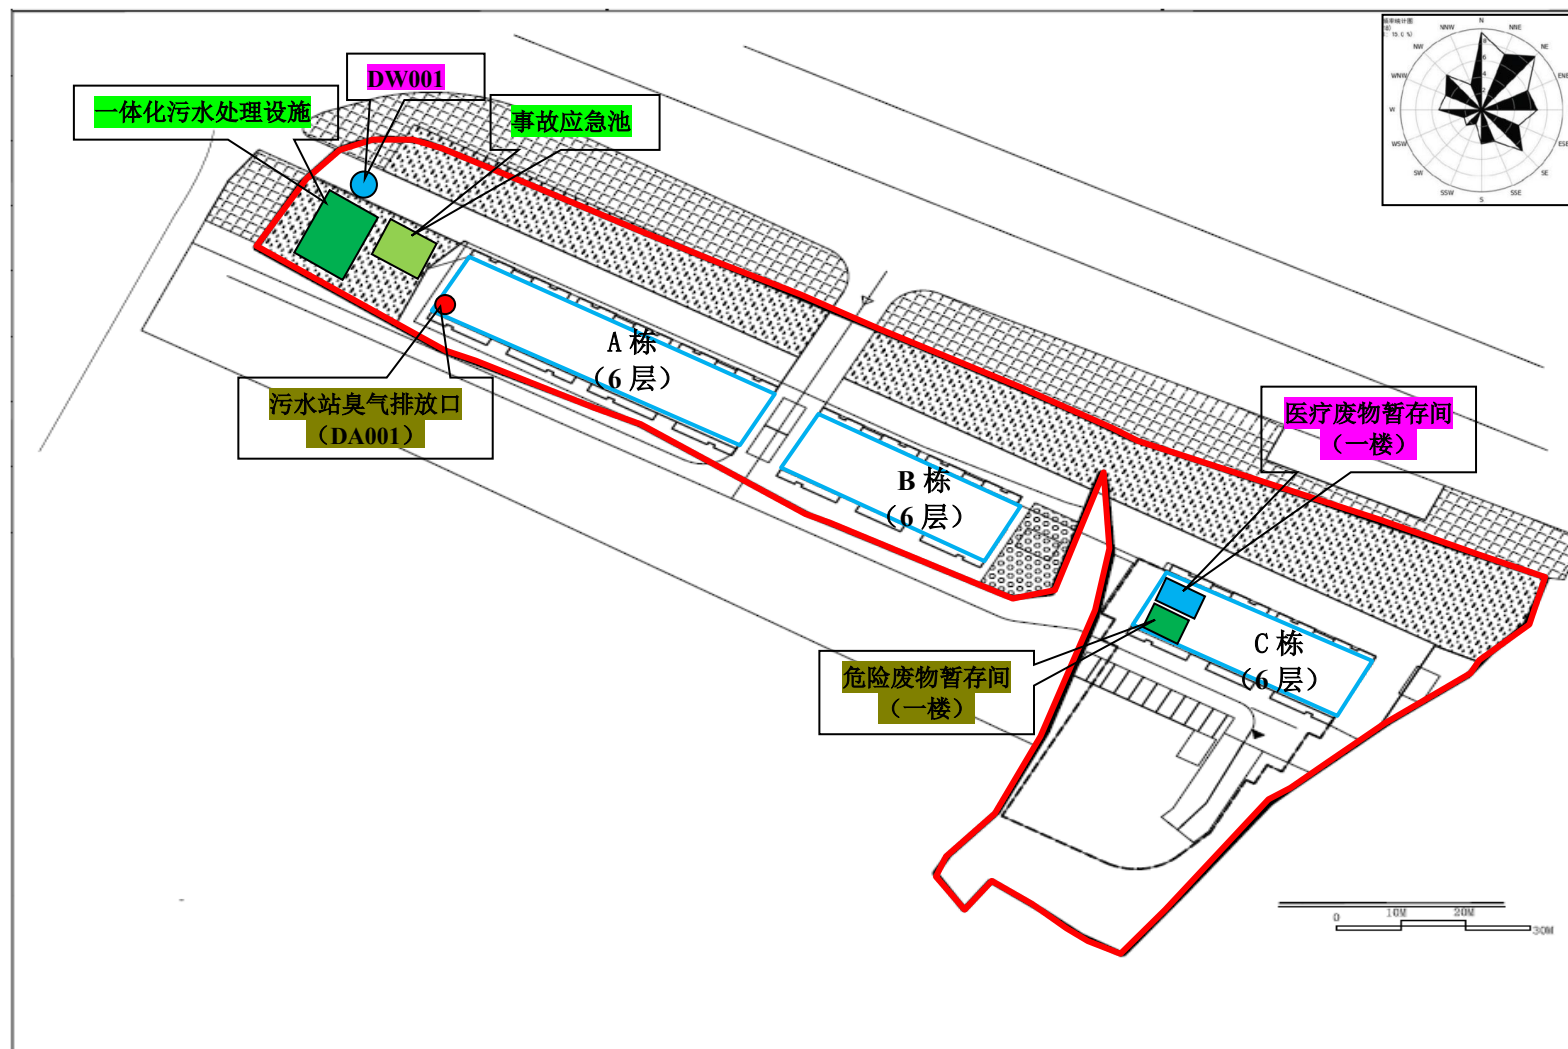 DW001
一体化污水处理设施
事故应急池
N
NNE
NE
ENE
ESE
SE
SSE
S
SSW
SW
WSW
W
WNW
NW
NNW
A 栋
（6 层）
污水站臭气排放口
（DA001）
B 栋
（6 层）
医疗废物暂存间
（一楼）
C 栋
（6 层）
危险废物暂存间
（一楼）
0
10M
20M
30M